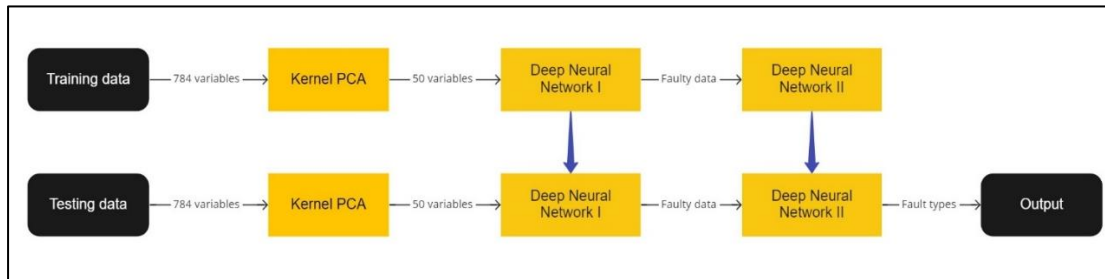 Training data
784 variables
Kernel PCA
50 variables
Deep Neural
Network I
Faulty data
Deep Neural
Network II
Testing data
784 variables
Kernel PCA
50 variables
Deep Neural
Network I
Faulty data
Deep Neural
Network II
Fault types
Output